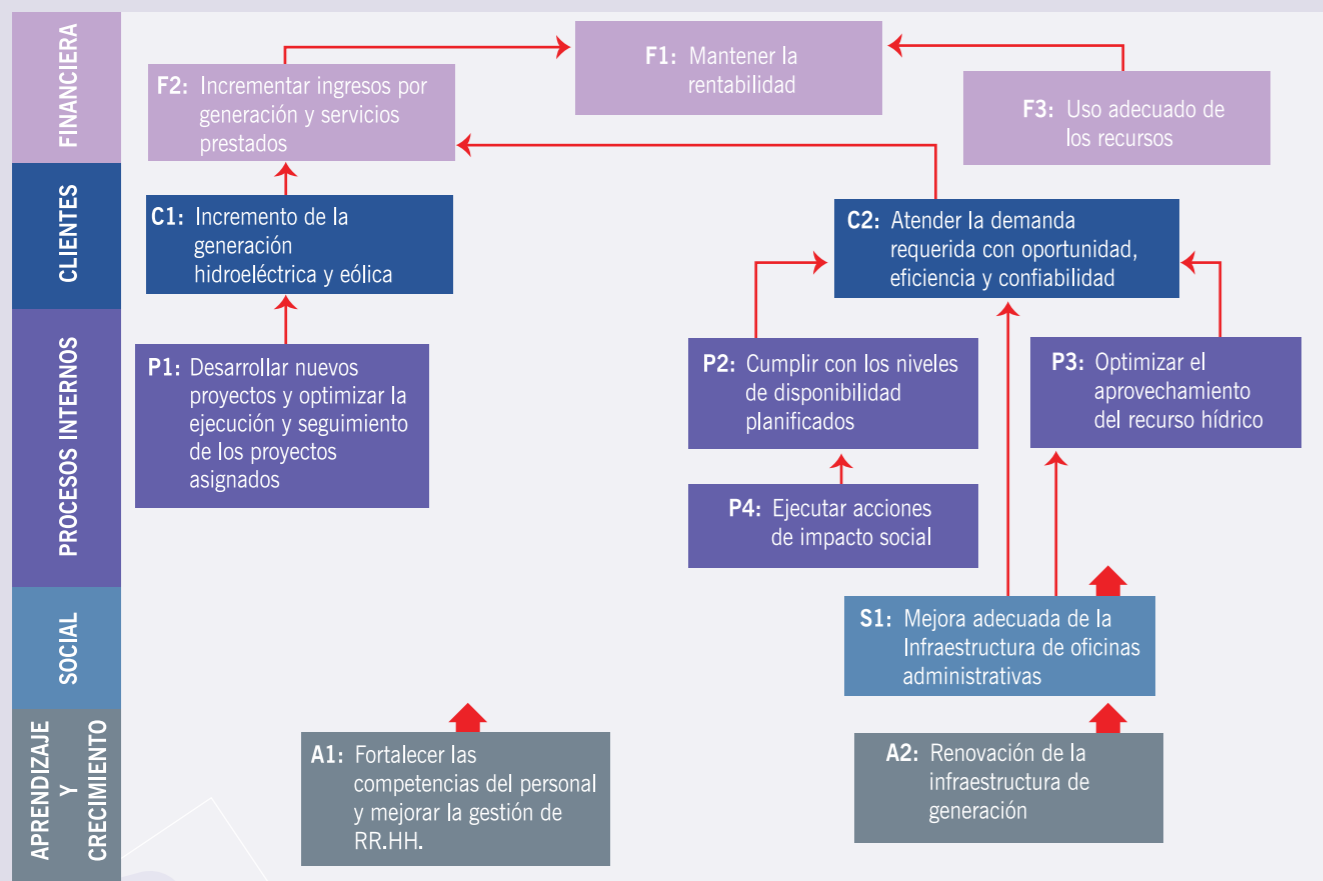 FINANCIERA
F1: Mantener la
rentabilidad
F2: Incrementar ingresos por
generación y servicios
prestados
F3: Uso adecuado de
los recursos
CLIENTES
C1: Incremento de la
generación
hidroeléctrica y eólica
C2: Atender la demanda
requerida con oportunidad,
eficiencia y confiabilidad
PROCESOS INTERNOS
P1: Desarrollar nuevos
proyectos y optimizar la
ejecución y seguimiento
de los proyectos
asignados
P2: Cumplir con los niveles
de disponibilidad
planificados
P3: Optimizar el
aprovechamiento
del recurso hídrico
P4: Ejecutar acciones
de impacto social
SOCIAL
S1: Mejora adecuada de la
Infraestructura de oficinas
administrativas
APRENDIZAJE
Y
CRECIMIENTO
A1: Fortalecer las
competencias del personal
y mejorar la gestión de
RR.HH.
A2: Renovación de la
infraestructura de
generación